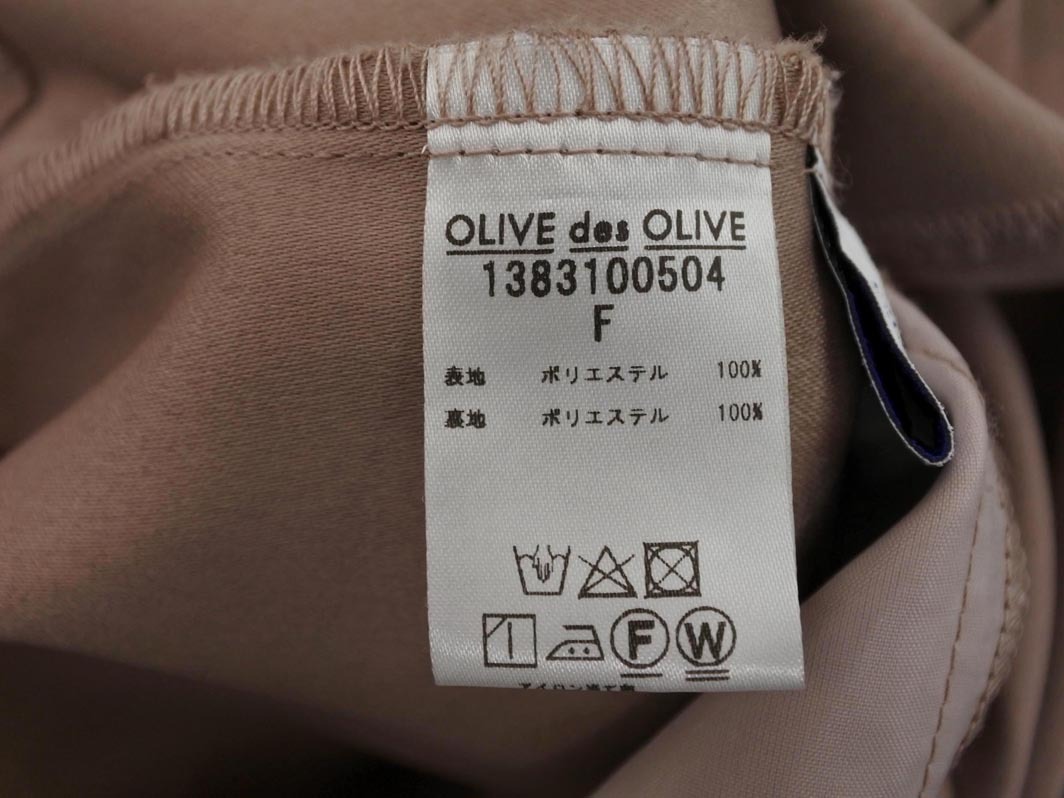 OLIVE des OLIVE
1383100504
F
表地 ポリエステル 100%
裏地 ポリエステル 100%
F W